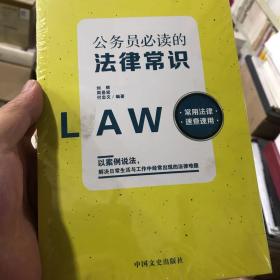 公务员必读的
法律常识
编著
LAW
常用法律
速查速用
以案例说法，
解决日常生活与工作中经常出现的法律难题
中国文史出版社